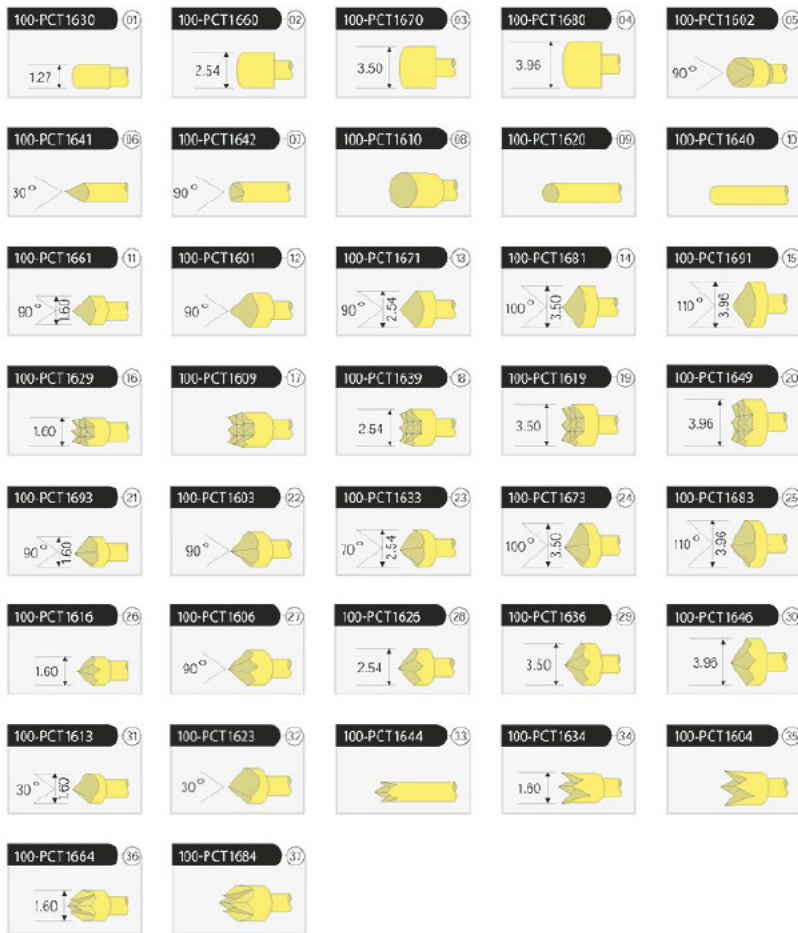 100-PCT1630 01 100-PCT1660 02 100-PCT1670 03 100-PCT1680 04 100-PCT1602 05
1.27 2.54 3.50 3.96 90°
100-PCT1641 06 100-PCT1642 07 100-PCT1610 08 100-PCT1620 09 100-PCT1640 10
30° 90°
100-PCT1661 11 100-PCT1601 12 100-PCT1671 13 100-PCT1681 14 100-PCT1691 15
90° 1.60 90° 90° 2.54 100° 3.50 110° 3.96
100-PCT1629 16 100-PCT1609 17 100-PCT1639 18 100-PCT1619 19 100-PCT1649 20
1.60 2.54 3.50 3.96
100-PCT1693 21 100-PCT1603 22 100-PCT1633 23 100-PCT1673 24 100-PCT1683 25
90° 1.60 90° 70° 2.54 100° 3.50 110° 3.96
100-PCT1616 26 100-PCT1606 27 100-PCT1626 28 100-PCT1636 29 100-PCT1646 30
1.60 90° 2.54 3.50 3.96
100-PCT1613 31 100-PCT1623 32 100-PCT1644 33 100-PCT1634 34 100-PCT1604 35
30° 1.60 30° 1.60
100-PCT1664 36 100-PCT1684 37
1.60